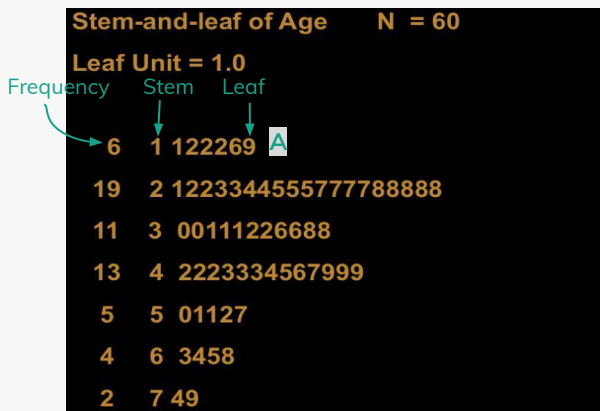 Stem-and-leaf of Age N = 60
Leaf Unit = 1.0
Frequency Stem Leaf
6 1 122269 A
19 2 1223344555777788888
11 3 00111226688
13 4 2223334567999
5 5 01127
4 6 3458
2 7 49